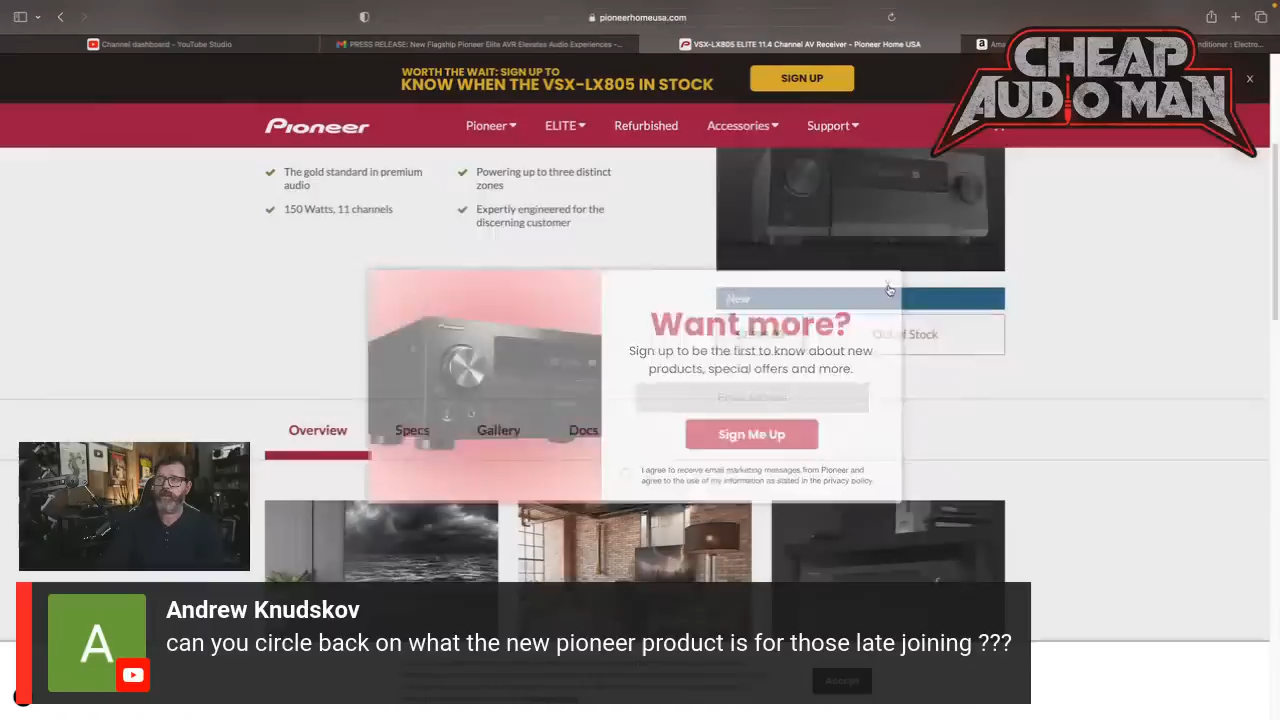 pioneerhomeusa.com
Channel dashboard - YouTube Studio
PRESS RELEASE: New Flagship Pioneer Elite AVR Elevates Audio Experiences -...
VSX-LX805 ELITE 11.4 Channel AV Receiver - Pioneer Home USA
CHEAP
AUDIO MAN
WORTH THE WAIT: SIGN UP TO
KNOW WHEN THE VSX-LX805 IN STOCK
SIGN UP
x
Pioneer
Pioneer
ELITE
Refurbished
Accessories
Support
The gold standard in premium
audio
Powering up to three distinct
zones
150 Watts, 11 channels
Expertly engineered for the
discerning customer
New
Out of Stock
Want more?
Sign up to be the first to know about new
products, special offers and more.
Email Address
Sign Me Up
I agree to receive email marketing messages from Pioneer and
agree to the use of my information as stated in the privacy policy.
Overview
Specs
Gallery
Docs
Accept
A
Andrew Knudskov
can you circle back on what the new pioneer product is for those late joining ???